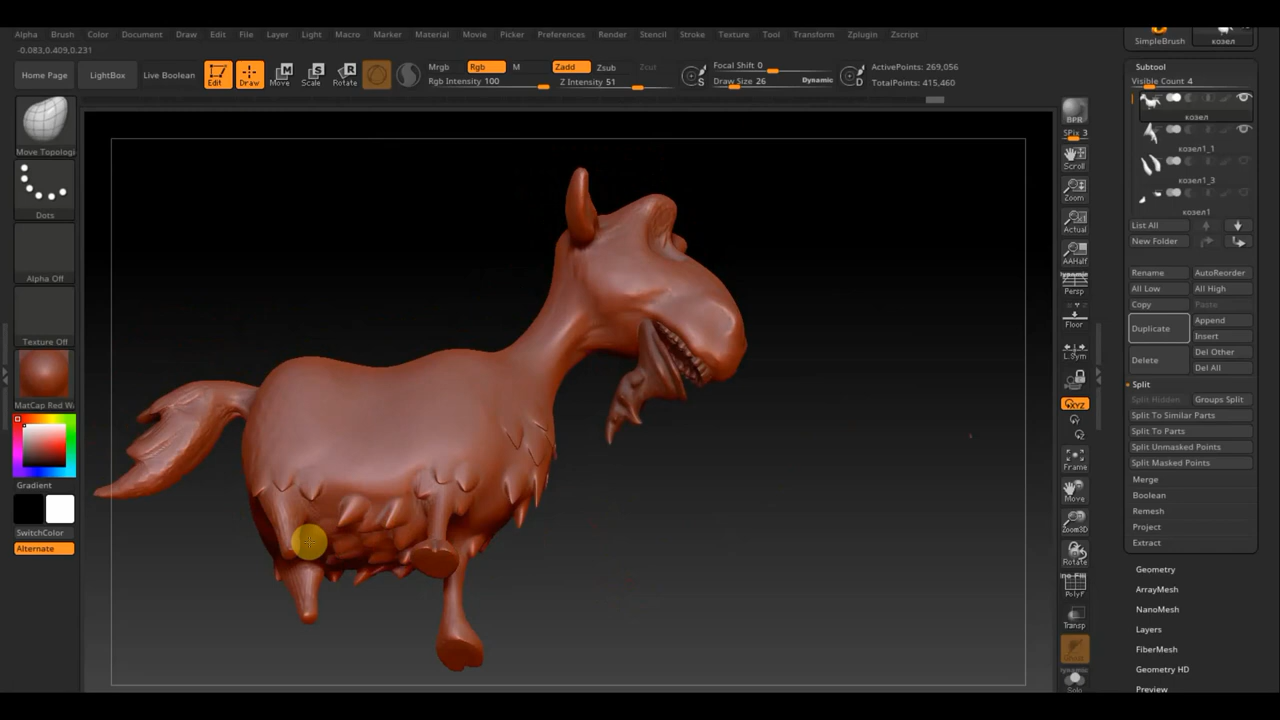 Alpha Brush Color Document Draw Edit File Layer Light Macro Marker Material Movie Picker Preferences Render Stencil Stroke Texture Tool Transform Zplugin Zscript
-0.083,0.409,0.231
Home Page LightBox Live Boolean Edit Draw Move Scale Rotate
Mrgb Rgb M Zadd Zsub Zcut
Rgb Intensity 100 Z Intensity 51
Focal Shift 0
Draw Size 26 Dynamic
S D
ActivePoints: 269,056
TotalPoints: 415,460
SimpleBrush козел
Subtool
Visible Count 4
козел
козел1_1
козел1_3
козел1
List All
New Folder
Rename AutoReorder
All Low All High
Copy Paste
Duplicate Append
Insert
Delete Del Other
Del All
Split
Split Hidden Groups Split
Split To Similar Parts
Split To Parts
Split Unmasked Points
Split Masked Points
Merge
Boolean
Remesh
Project
Extract
Geometry
ArrayMesh
NanoMesh
Layers
FiberMesh
Geometry HD
Preview
Move Topologi
Dots
Alpha Off
Texture Off
MatCap Red Wa
Gradient
SwitchColor
Alternate
BPR
SPix 3
Scroll
Zoom
Actual
AAHalf
Dynamic
Persp
Floor
L.Sym
XYZ
Y
Z
Frame
Move
Zoom3D
Rotate
PolyF
Transp
Ghost
Dynamic
Solo